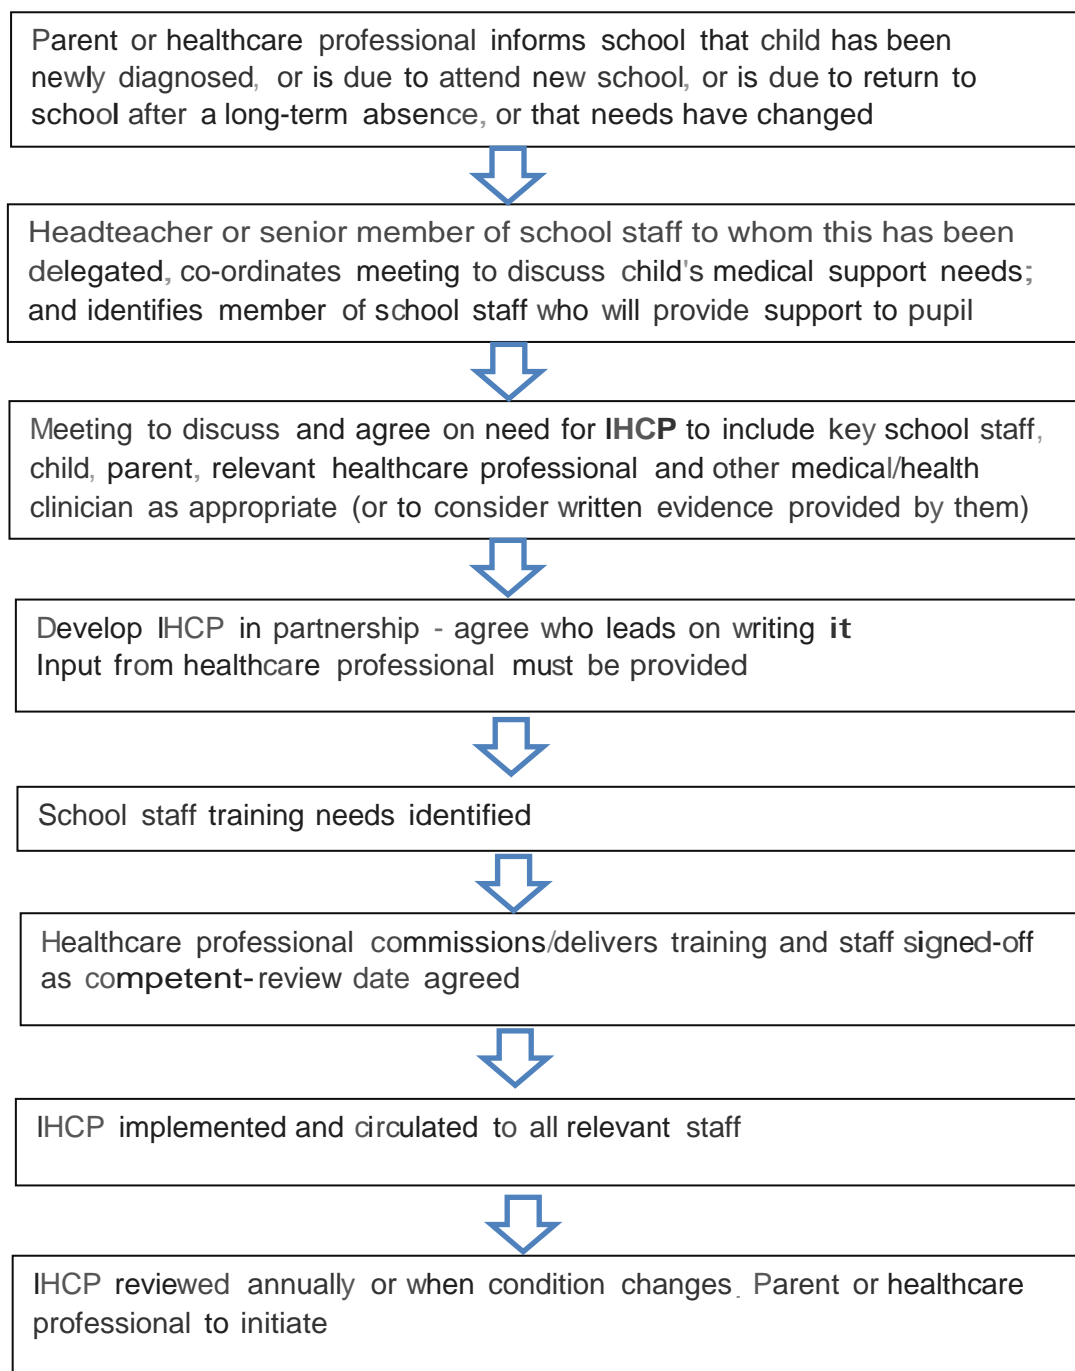 Parent or healthcare professional informs school that child has been
newly diagnosed, or is due to attend new school, or is due to return to
school after a long-term absence, or that needs have changed
Headteacher or senior member of school staff to whom this has been
delegated, co-ordinates meeting to discuss child's medical support needs;
and identifies member of school staff who will provide support to pupil
Meeting to discuss and agree on need for IHCP to include key school staff,
child, parent, relevant healthcare professional and other medical/health
clinician as appropriate (or to consider written evidence provided by them)
Develop IHCP in partnership - agree who leads on writing it
Input from healthcare professional must be provided
School staff training needs identified
Healthcare professional commissions/delivers training and staff signed-off
as competent-review date agreed
IHCP implemented and circulated to all relevant staff
IHCP reviewed annually or when condition changes. Parent or healthcare
professional to initiate